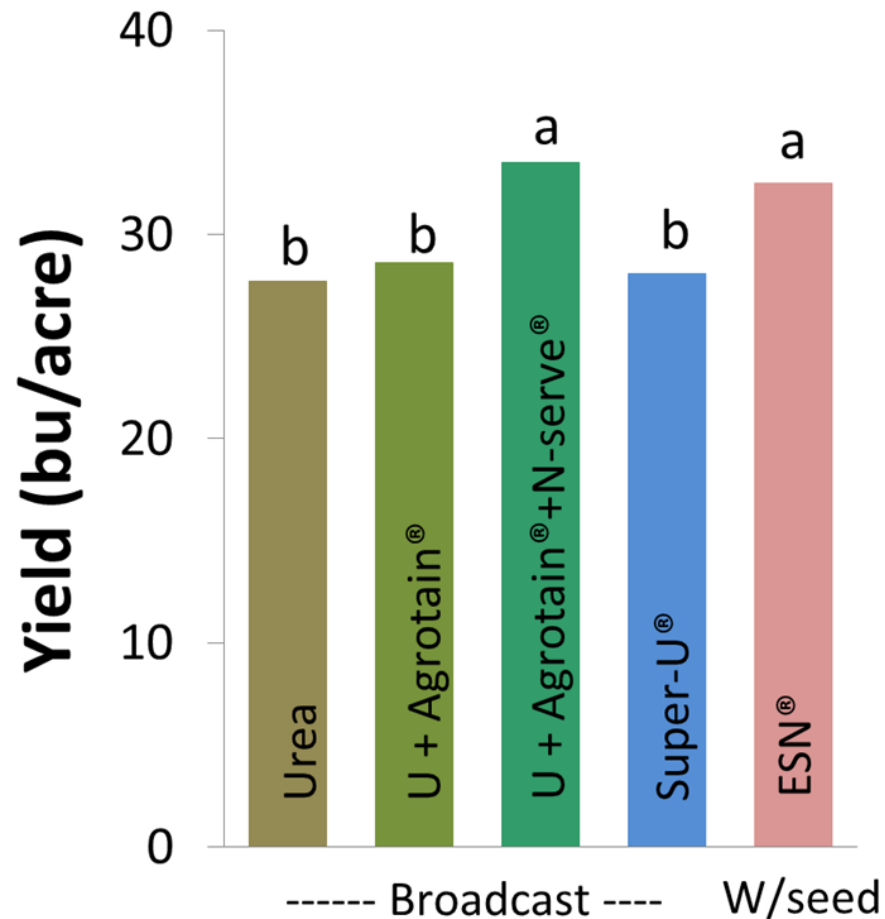 Yield (bu/acre)
40
30
20
10
0
b
b
a
b
a
Urea
U + Agrotain®
U + Agrotain®+N-serve®
Super-U®
ESN®
------ Broadcast ----
W/seed